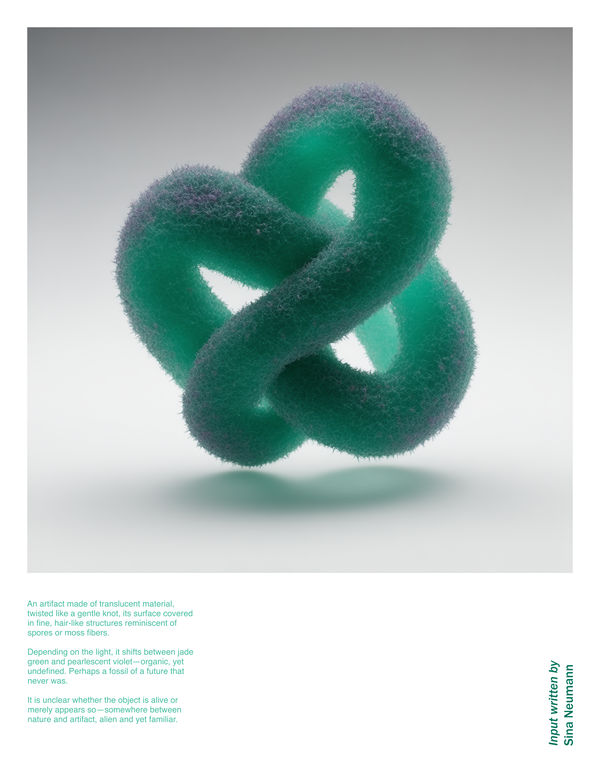 An artifact made of translucent material,
twisted like a gentle knot, its surface covered
in fine, hair-like structures reminiscent of
spores or moss fibers.
Depending on the light, it shifts between jade
green and pearlescent violet—organic, yet
undefined. Perhaps a fossil of a future that
never was.
It is unclear whether the object is alive or
merely appears so—somewhere between
nature and artifact, alien and yet familiar.
Input written by
Sina Neumann